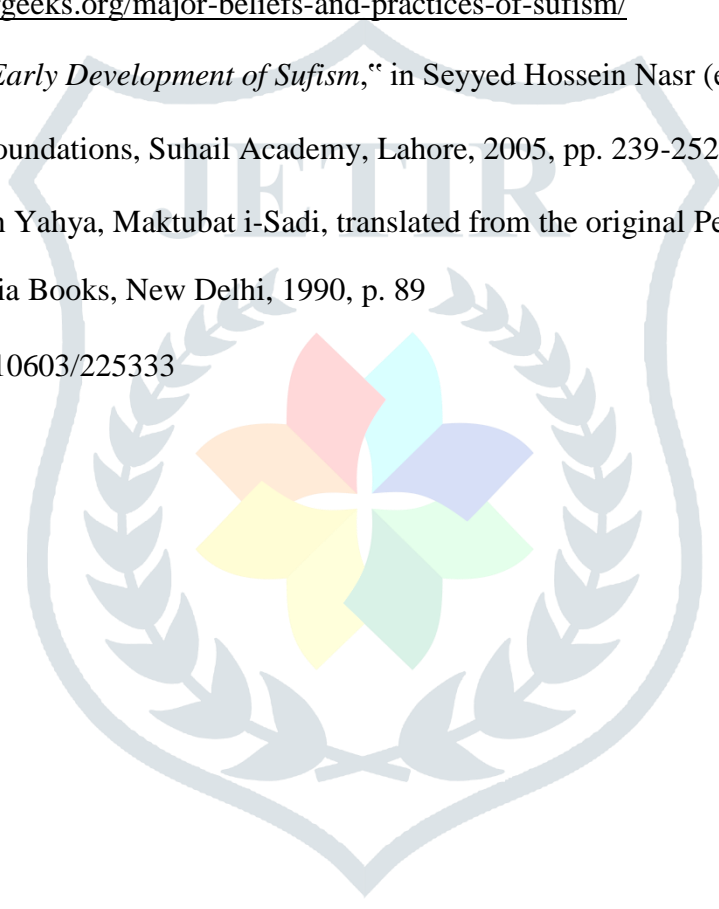 geeks.org/major-beliefs-and-practices-of-sufism/
Early Development of Sufism,‟ in Seyyed Hossein Nasr
oundations, Suhail Academy, Lahore, 2005, pp. 239-252
Yahya, Maktubat i-Sadi, translated from the original
ia Books, New Delhi, 1990, p. 89
10603/225333
JETIR